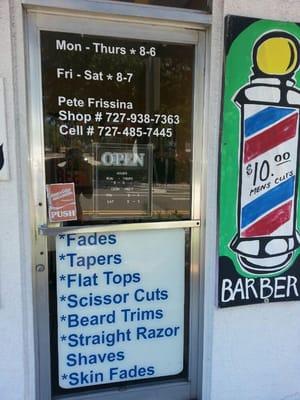 Mon - Thurs * 8-6
Fri - Sat * 8-7
Pete Frissina
Shop # 727-938-7363
Cell # 727-485-7445
OPEN
PUSH
*Fades
*Tapers
*Flat Tops
*Scissor Cuts
*Beard Trims
*Straight Razor
Shaves
*Skin Fades
$10.00
MENS CUTS
BARBER